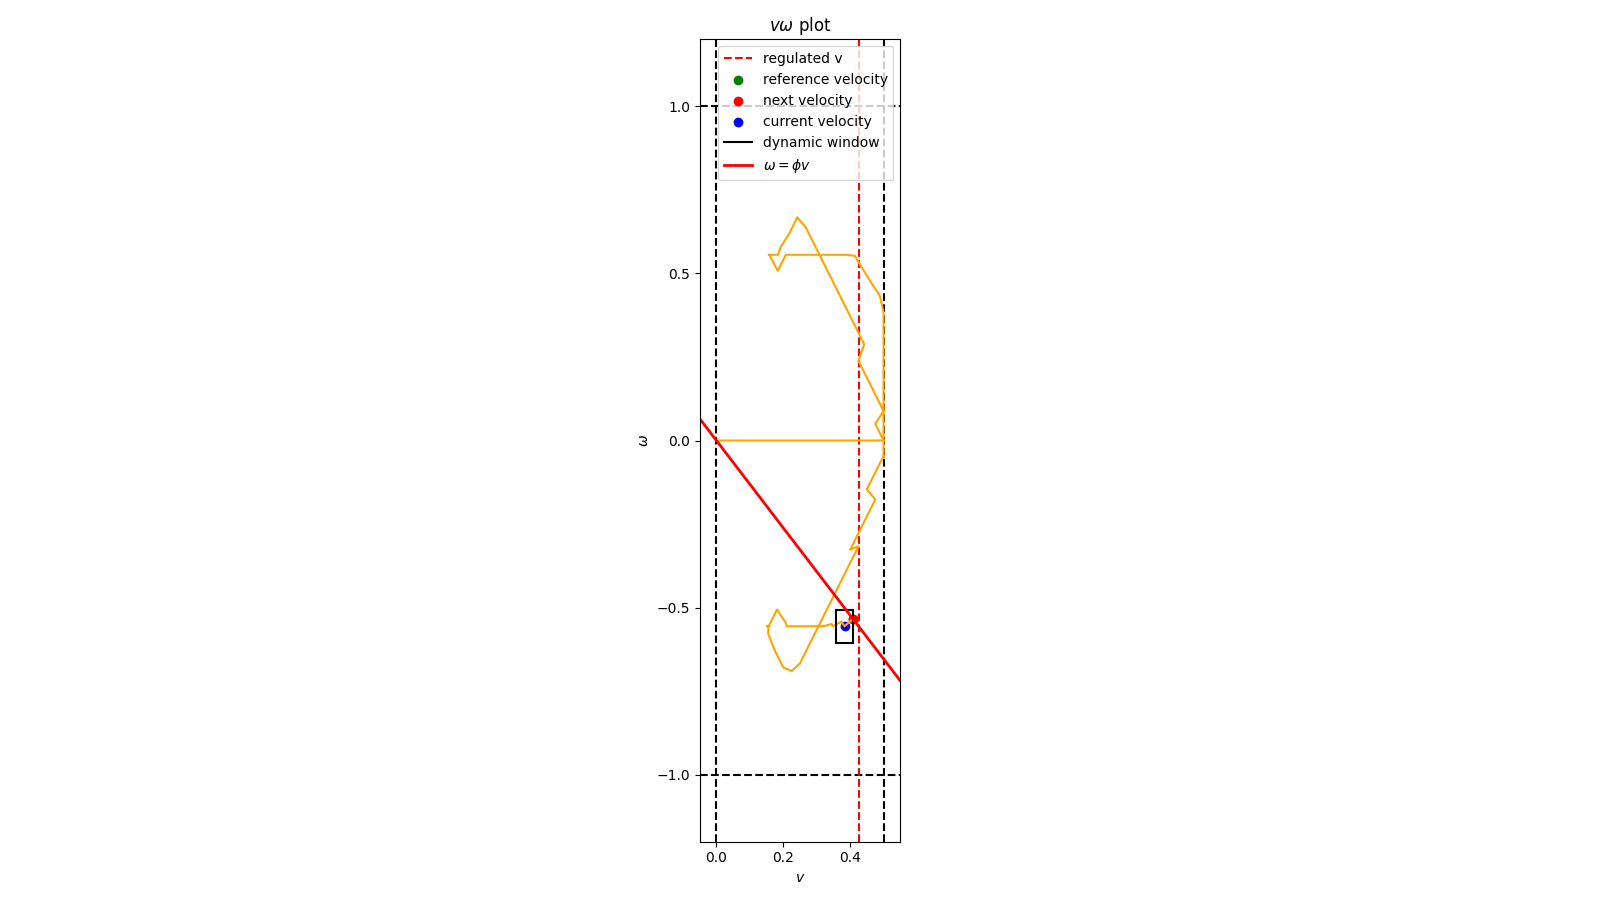 vω plot
regulated v
reference velocity
next velocity
current velocity
dynamic window
ω = ϕv
1.0
0.5
0.0
−0.5
−1.0
ω
0.0 0.2 0.4
v